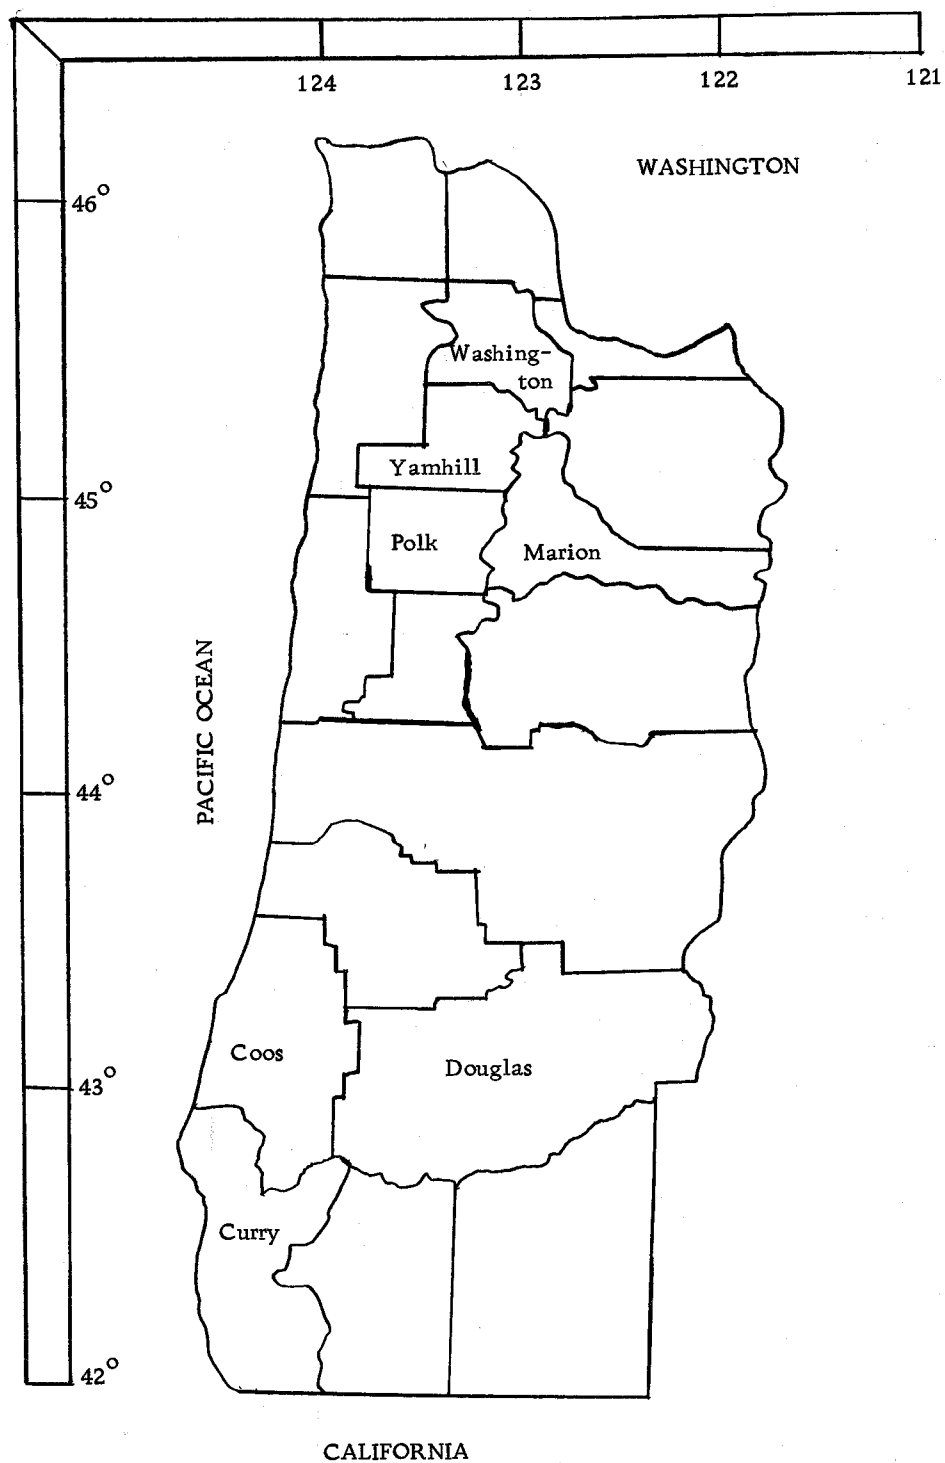 124
123
122
121
WASHINGTON
46°
Washing-
ton
Yamhill
45°
Polk
Marion
PACIFIC OCEAN
44°
Coos
Douglas
43°
Curry
42°
CALIFORNIA